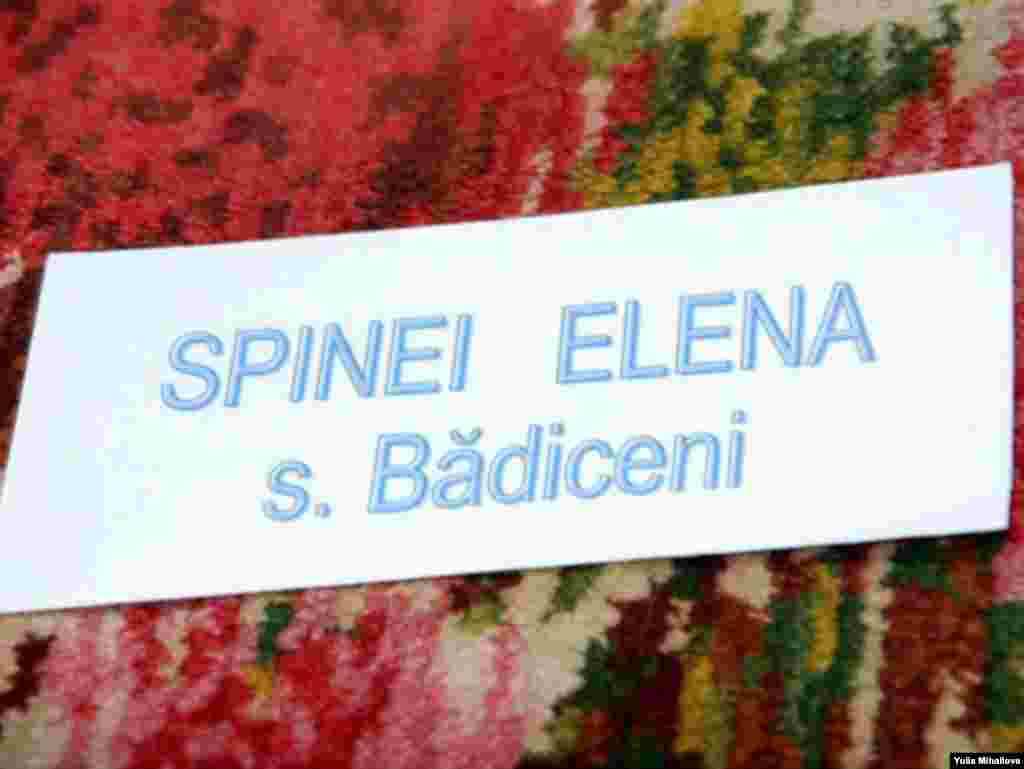 SPINEI ELENA
s. Bădiceni
Yulia Mihailova